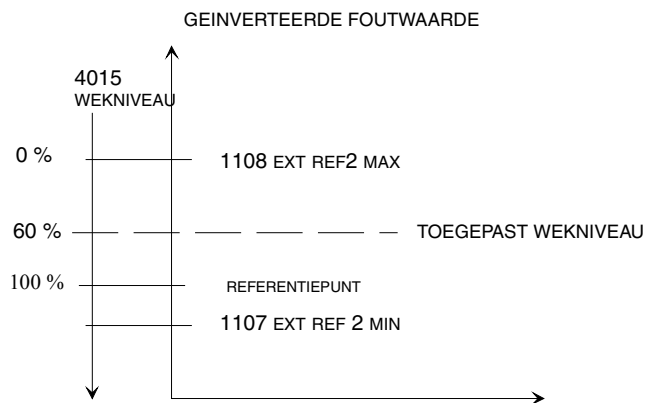 GEINVERTEERDE FOUTWAARDE
4015
WEKNIVEAU
0 %
1108 EXT REF2 MAX
60 %
TOEGEPAST WEKNIVEAU
100 %
REFERENTIEPUNT
1107 EXT REF 2 MIN